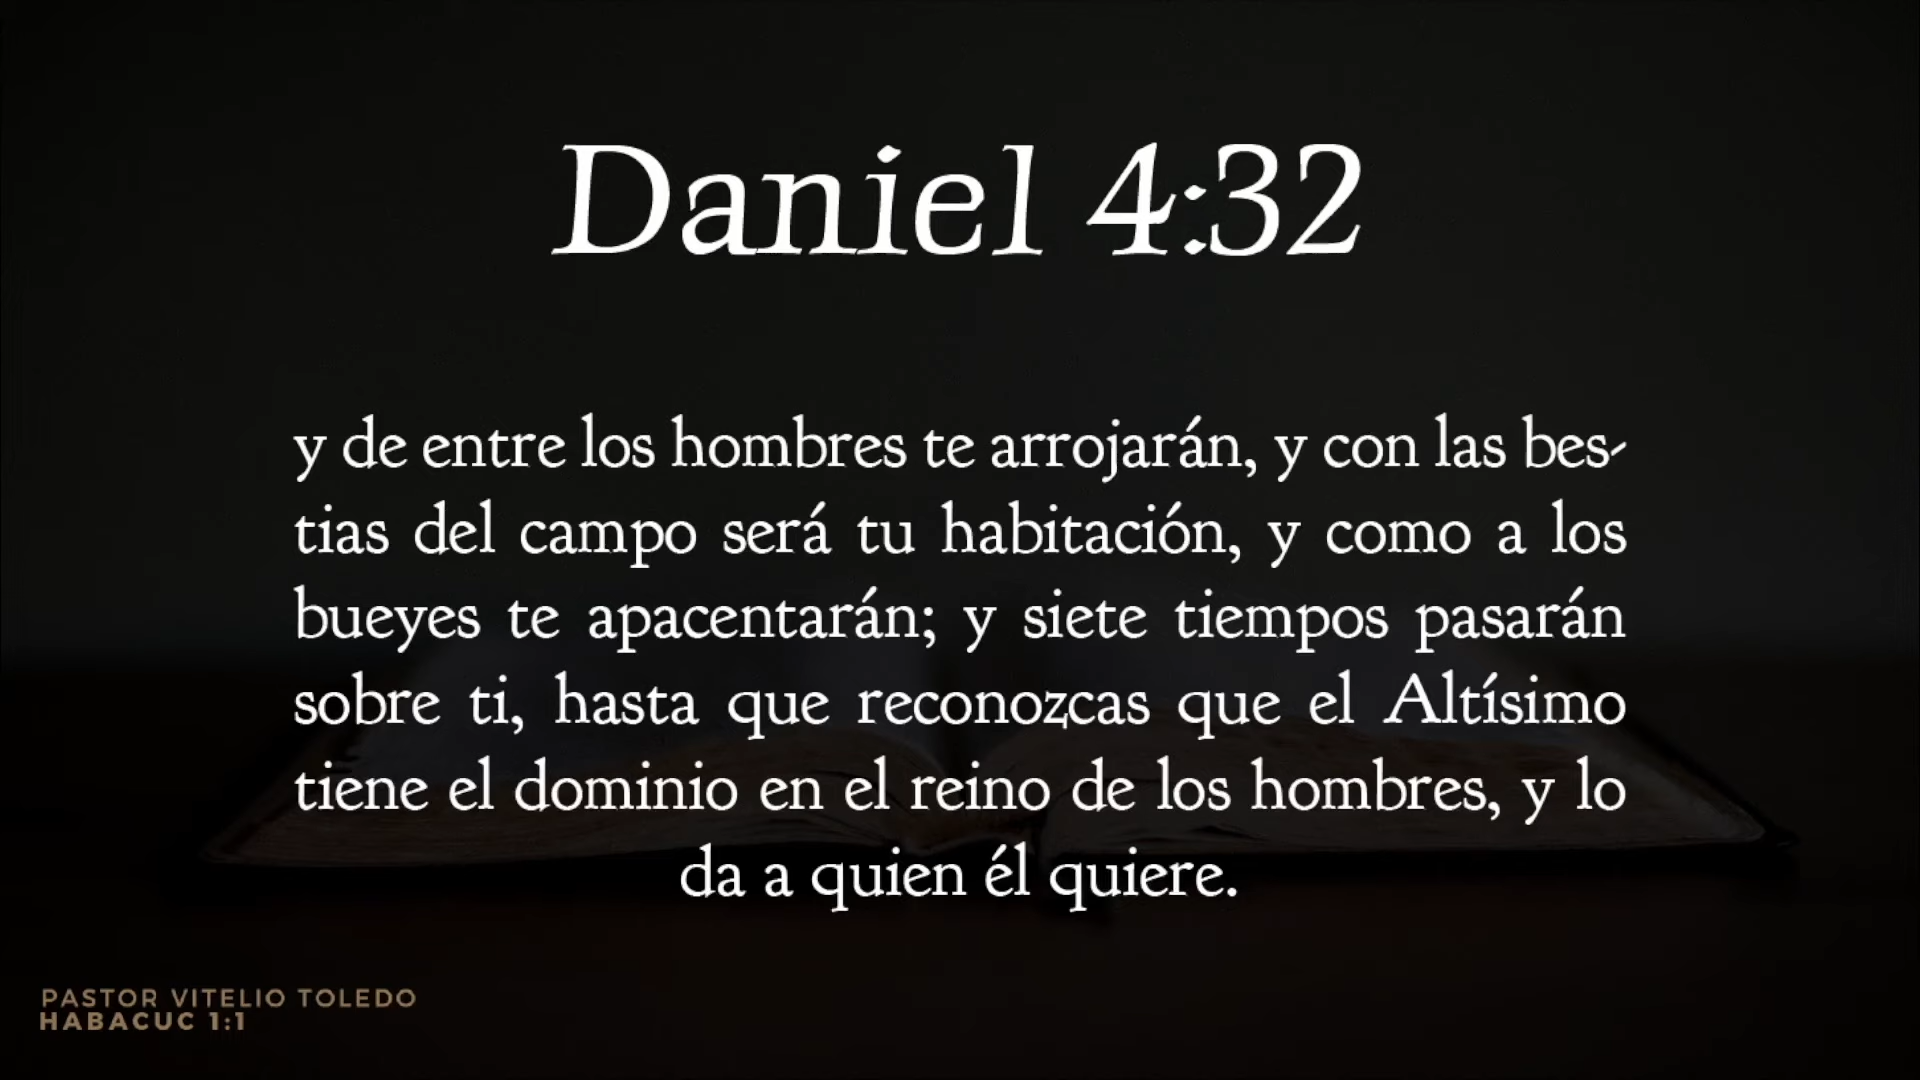 Daniel 4:32
y de entre los hombres te arrojarán, y con las bes-
tias del campo será tu habitación, y como a los
bueyes te apacentarán; y siete tiempos pasarán
sobre ti, hasta que reconozcas que el Altísimo
tiene el dominio en el reino de los hombres, y lo
da a quien él quiere.
PASTOR VITELIO TOLEDO
HABACUC 1:1